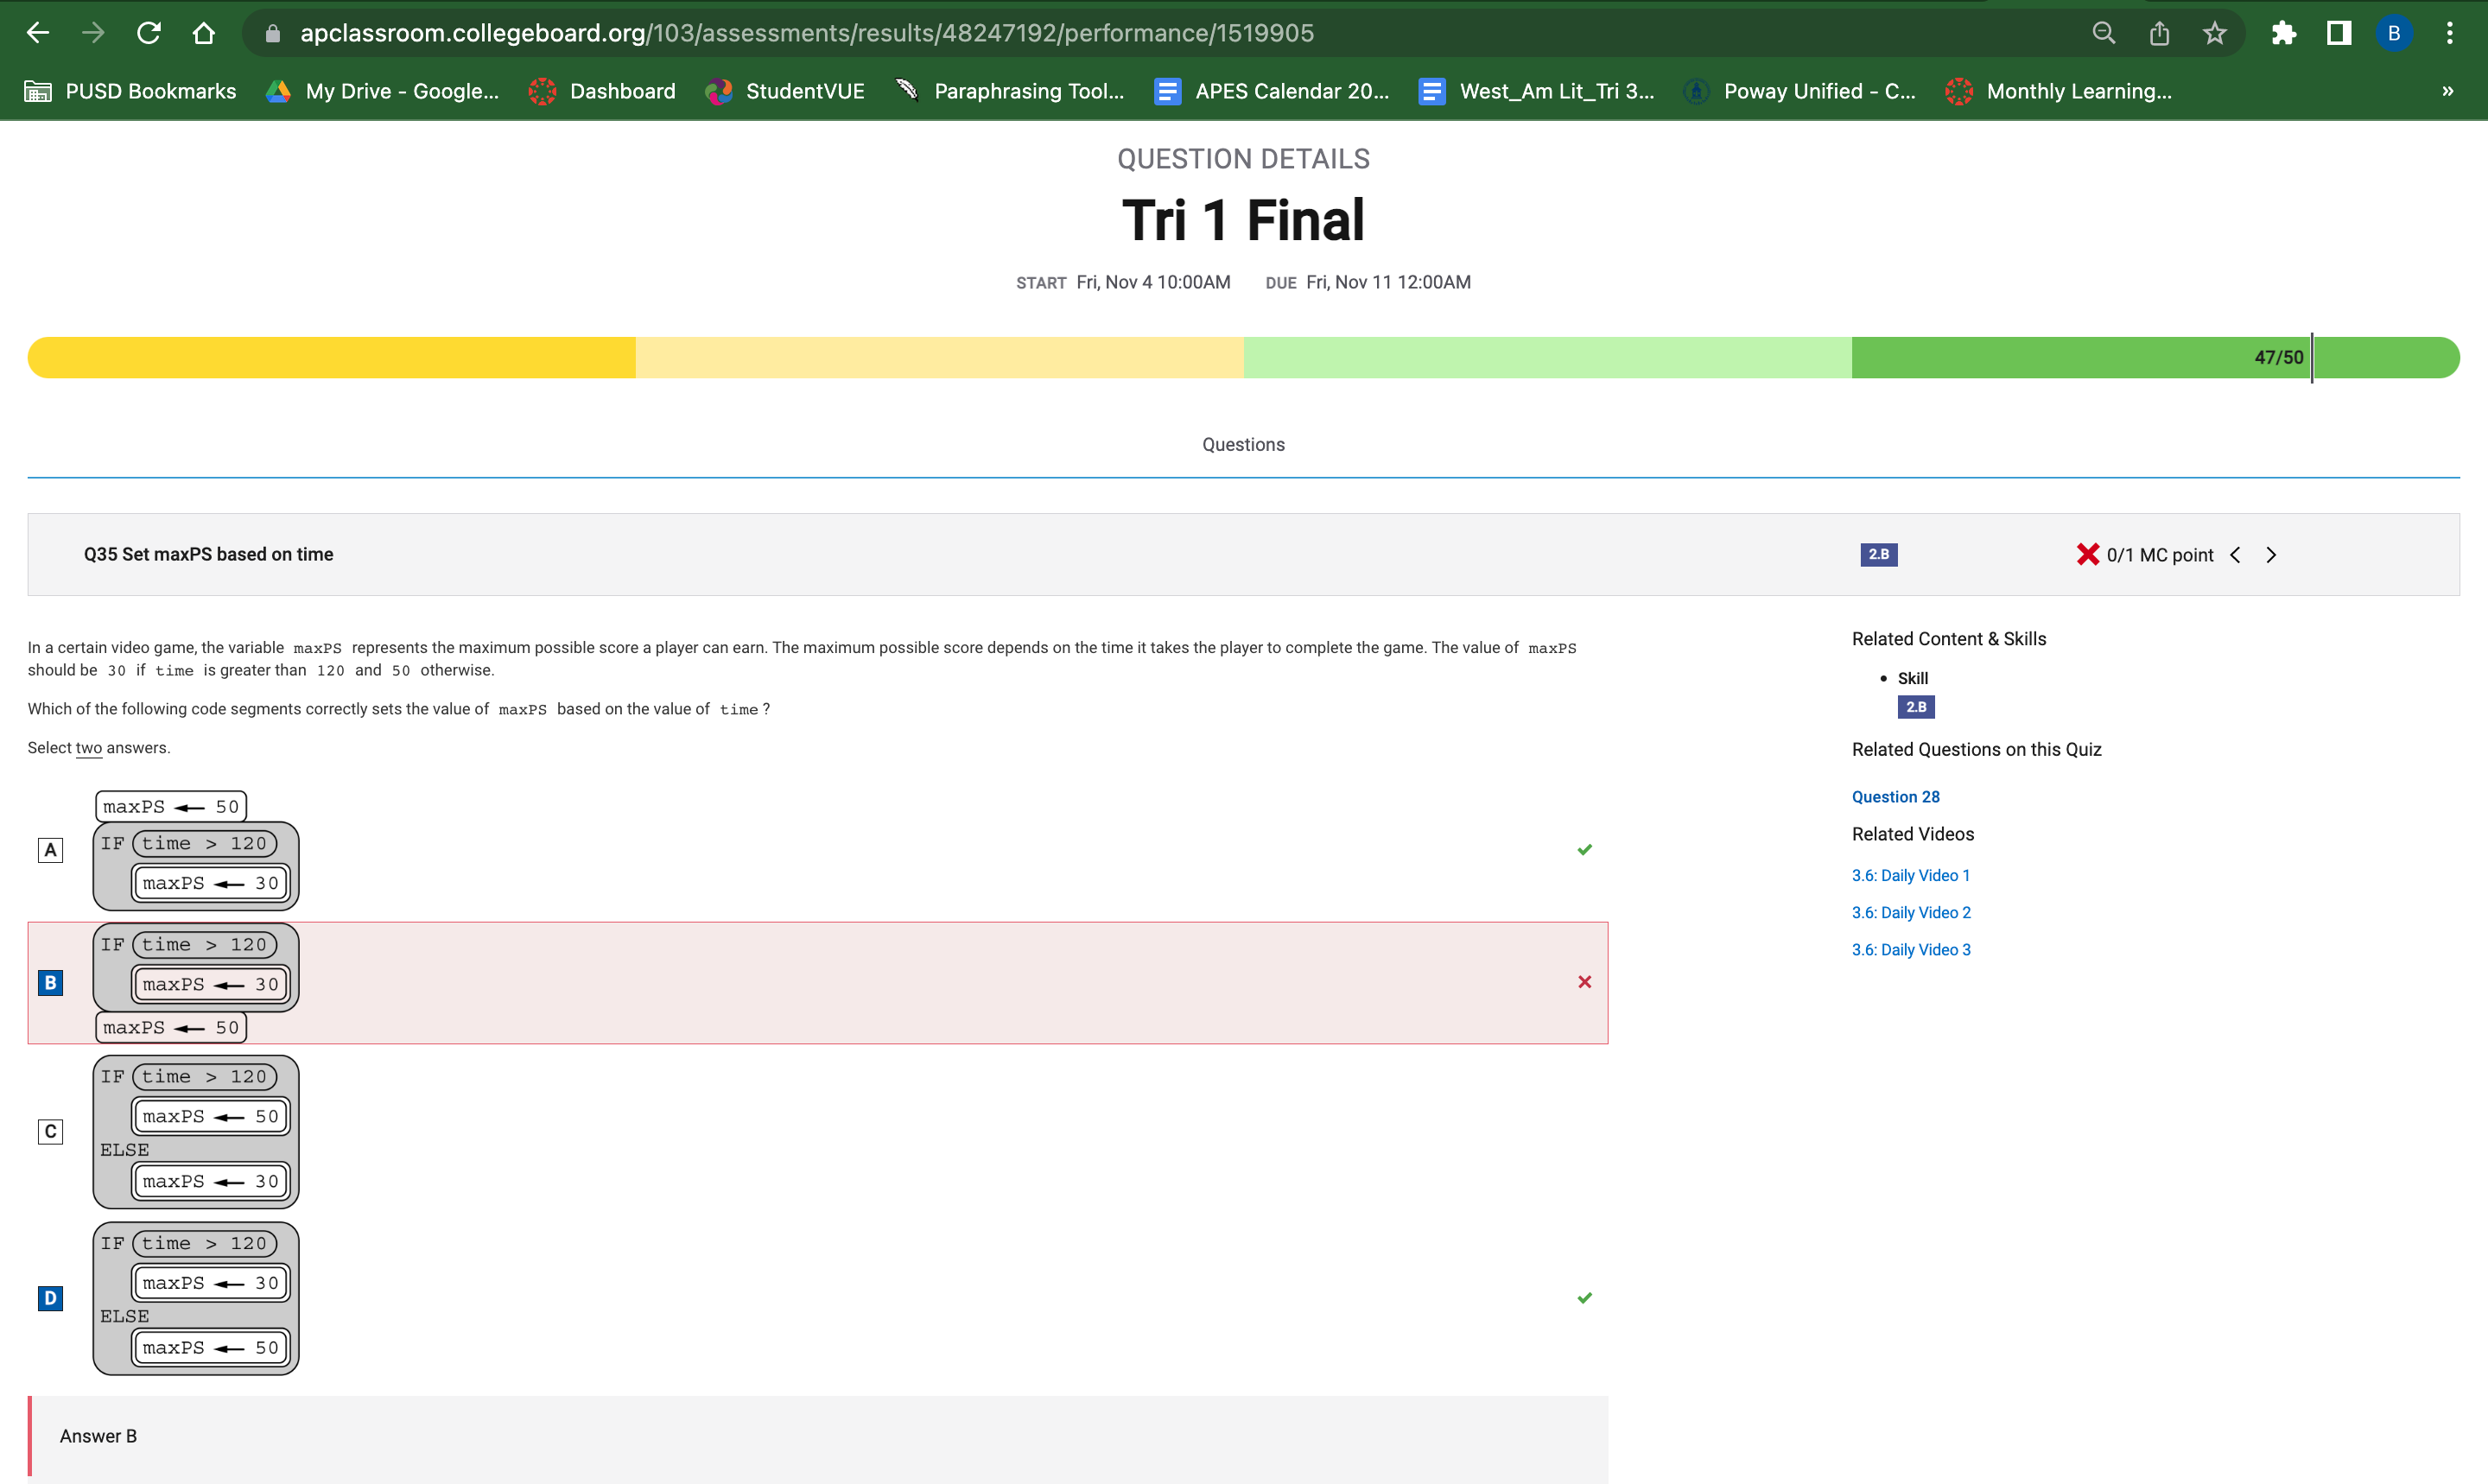 apclassroom.collegeboard.org/103/assessments/results/48247192/performance/1519905
B
PUSD Bookmarks
My Drive - Google...
Dashboard
StudentVUE
Paraphrasing Tool...
APES Calendar 20...
West_Am Lit_Tri 3...
Poway Unified - C...
Monthly Learning...
»
QUESTION DETAILS
Tri 1 Final
START Fri, Nov 4 10:00AM DUE Fri, Nov 11 12:00AM
47/50
Questions
Q35 Set maxPS based on time
2.B
0/1 MC point
In a certain video game, the variable maxPS represents the maximum possible score a player can earn. The maximum possible score depends on the time it takes the player to complete the game. The value of maxPS
should be 30 if time is greater than 120 and 50 otherwise.
Which of the following code segments correctly sets the value of maxPS based on the value of time?
Select two answers.
A
maxPS ← 50
IF time > 120
maxPS ← 30
B
IF time > 120
maxPS ← 30
maxPS ← 50
C
IF time > 120
maxPS ← 50
ELSE
maxPS ← 30
D
IF time > 120
maxPS ← 30
ELSE
maxPS ← 50
Answer B
Related Content & Skills
• Skill
2.B
Related Questions on this Quiz
Question 28
Related Videos
3.6: Daily Video 1
3.6: Daily Video 2
3.6: Daily Video 3